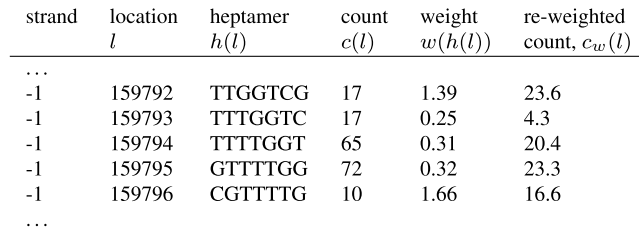 strand location heptamer count weight re-weighted
l h(l) c(l) w(h(l)) count, c_w(l)
...
-1 159792 TTGGTCG 17 1.39 23.6
-1 159793 TTTGGTC 17 0.25 4.3
-1 159794 TTTTGGT 65 0.31 20.4
-1 159795 GTTTTGG 72 0.32 23.3
-1 159796 CGTTTTG 10 1.66 16.6
...